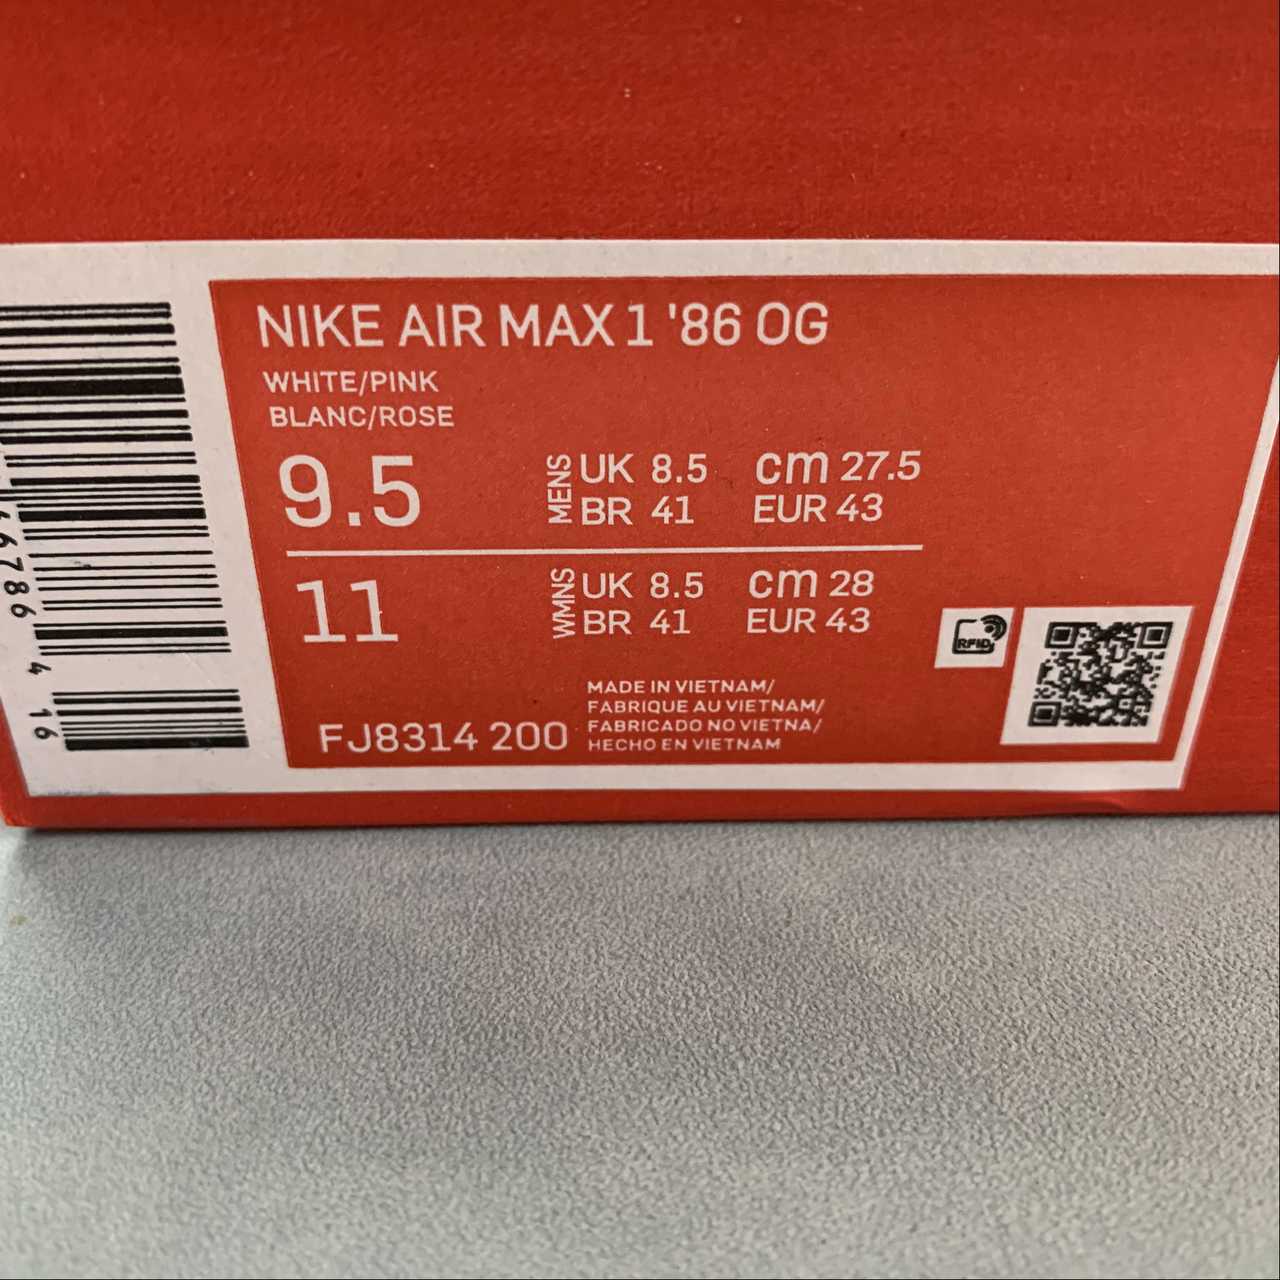 NIKE AIR MAX 1 '86 OG
WHITE/PINK
BLANC/ROSE
9.5 MENS UK 8.5 cm 27.5
BR 41 EUR 43
11 WMNS UK 8.5 cm 28
BR 41 EUR 43
RFID
MADE IN VIETNAM/
FABRIQUE AU VIETNAM/
FABRICADO NO VIETNA/
HECHO EN VIETNAM
FJ8314 200
66786 4 16